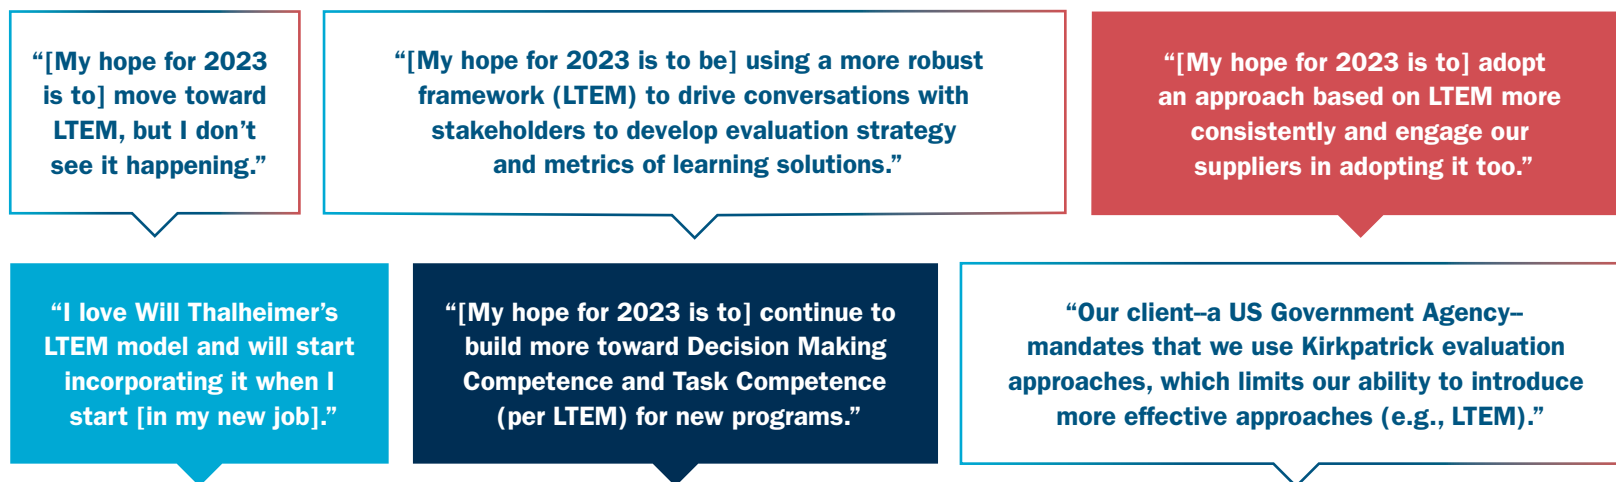 “[My hope for 2023
is to] move toward
LTEM, but I don’t
see it happening.”
“[My hope for 2023 is to be] using a more robust
framework (LTEM) to drive conversations with
stakeholders to develop evaluation strategy
and metrics of learning solutions.”
“[My hope for 2023 is to] adopt
an approach based on LTEM more
consistently and engage our
suppliers in adopting it too.”
“I love Will Thalheimer’s
LTEM model and will start
incorporating it when I
start [in my new job].”
“[My hope for 2023 is to] continue to
build more toward Decision Making
Competence and Task Competence
(per LTEM) for new programs.”
“Our client–a US Government Agency–
mandates that we use Kirkpatrick evaluation
approaches, which limits our ability to introduce
more effective approaches (e.g., LTEM).”